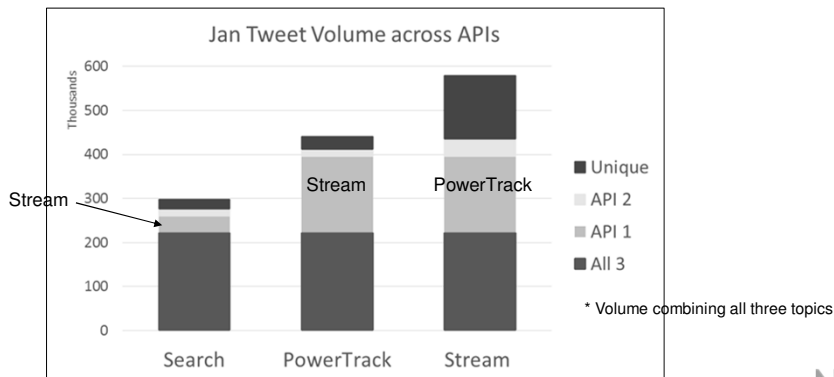 Jan Tweet Volume across APIs
Thousands
600
500
400
300
200
100
0
Stream
Stream
PowerTrack
Search
PowerTrack
Stream
Unique
API 2
API 1
All 3
* Volume combining all three topics